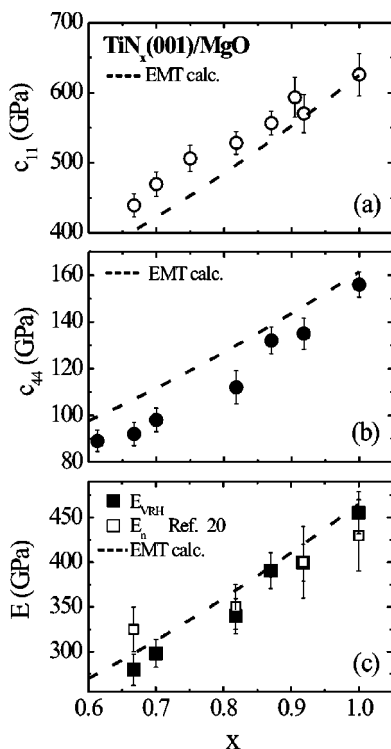 700
TiNx(001)/MgO
EMT calc.
600
c11 (GPa)
500
400
(a)
160
EMT calc.
140
c44 (GPa)
120
100
80
(b)
EVRH
450
En Ref. 20
EMT calc.
400
E (GPa)
350
300
(c)
0.6 0.7 0.8 0.9 1.0
x